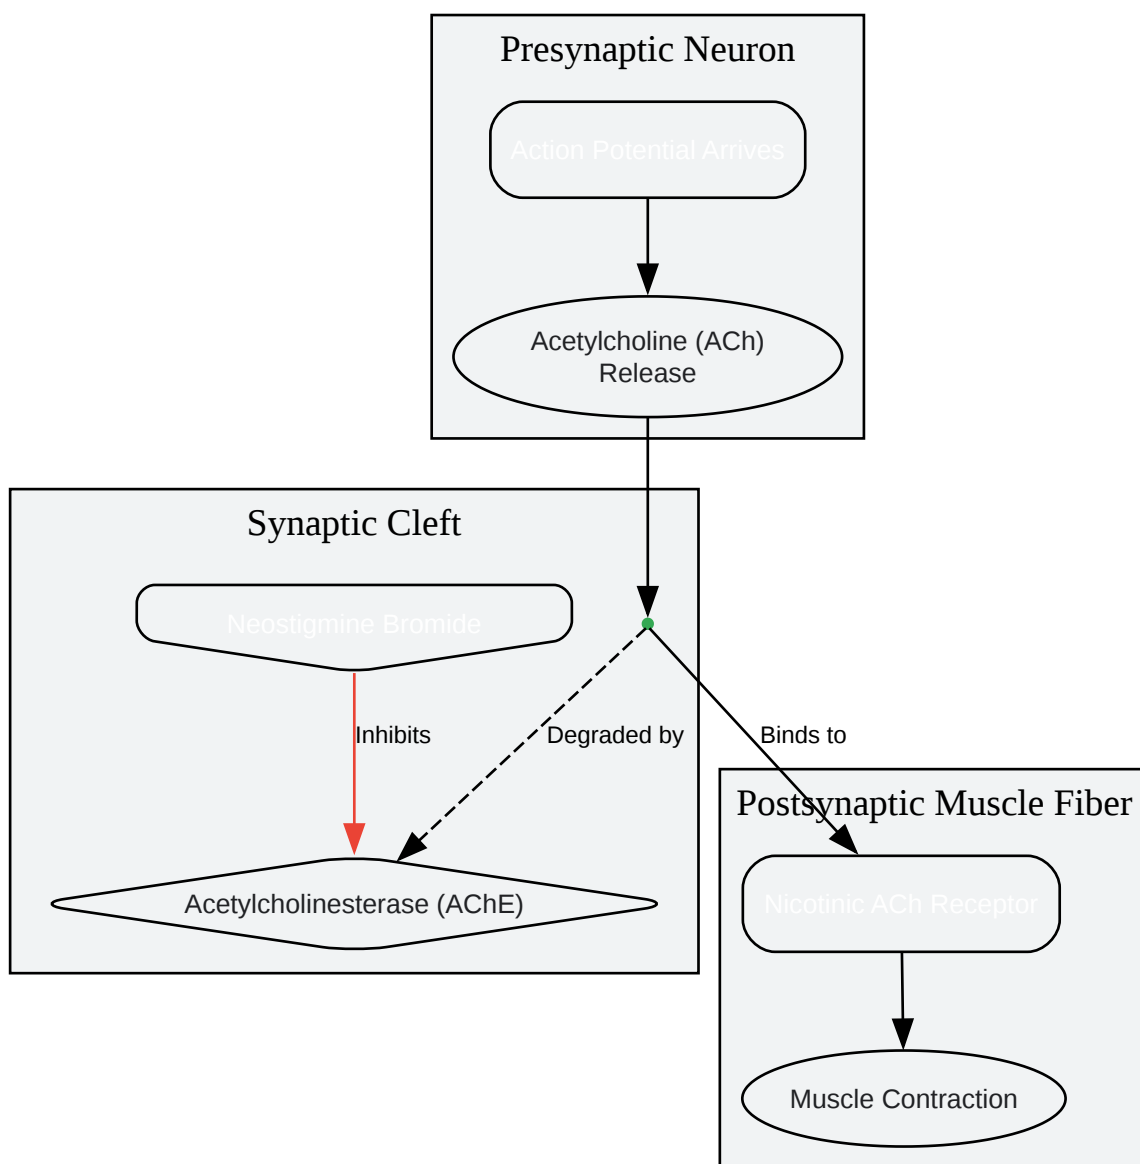 Presynaptic Neuron
Action Potential Arrives
Acetylcholine (ACh)
Release
Synaptic Cleft
Neostigmine Bromide
Inhibits
Degraded by
Binds to
Postsynaptic Muscle Fiber
Acetylcholinesterase (AChE)
Nicotinic ACh Receptor
Muscle Contraction